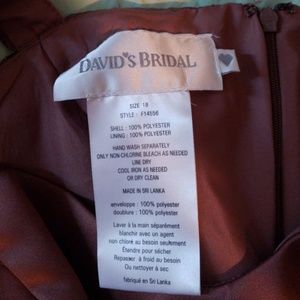 DAVID'S BRIDAL
SIZE 18
STYLE : F14556
SHELL : 100% POLYESTER
LINING : 100% POLYESTER
HAND WASH SEPARATELY
ONLY NON-CHLORINE BLEACH AS NEEDED
LINE DRY
COOL IRON AS NEEDED
OR DRY CLEAN
MADE IN SRI LANKA
enveloppe : 100% polyester
doublure : 100% polyester
Laver à la main séparément
blanchir avec un agent
non chloré au besoin seulement
Étendre pour sécher
Repasser à froid au besoin
Ou nettoyer à sec
fabriqué en Sri Lanka